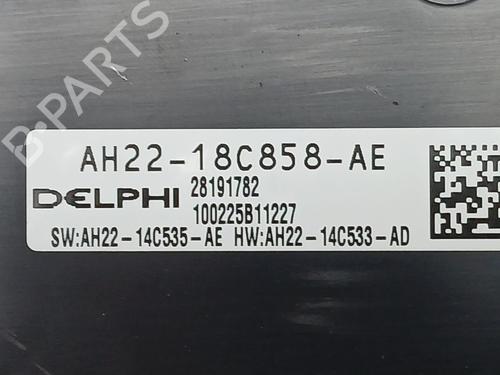 B-PARTS
AH22-18C858-AE
DELPHI 28191782
100225B11227
SW:AH22-14C535-AE HW:AH22-14C533-AD